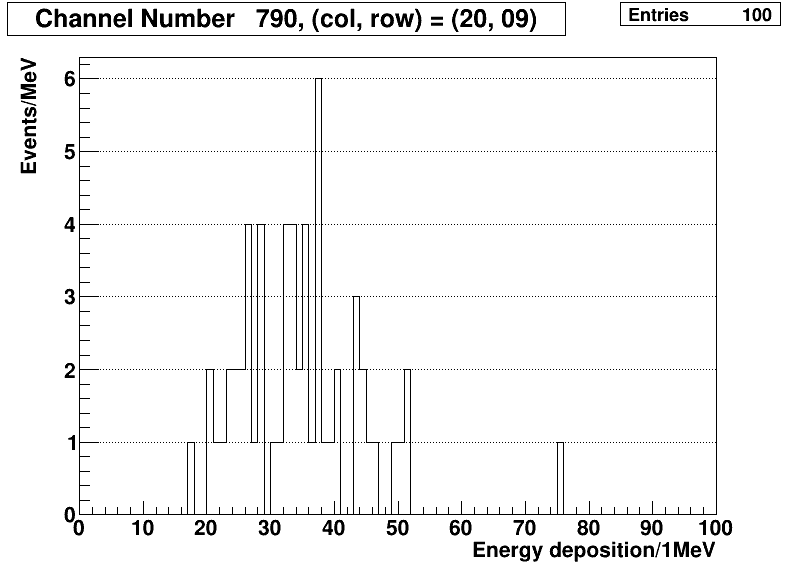 Channel Number 790, (col, row) = (20, 09)
Entries 100
Events/MeV
6
5
4
3
2
1
0
0 10 20 30 40 50 60 70 80 90 100
Energy deposition/1MeV